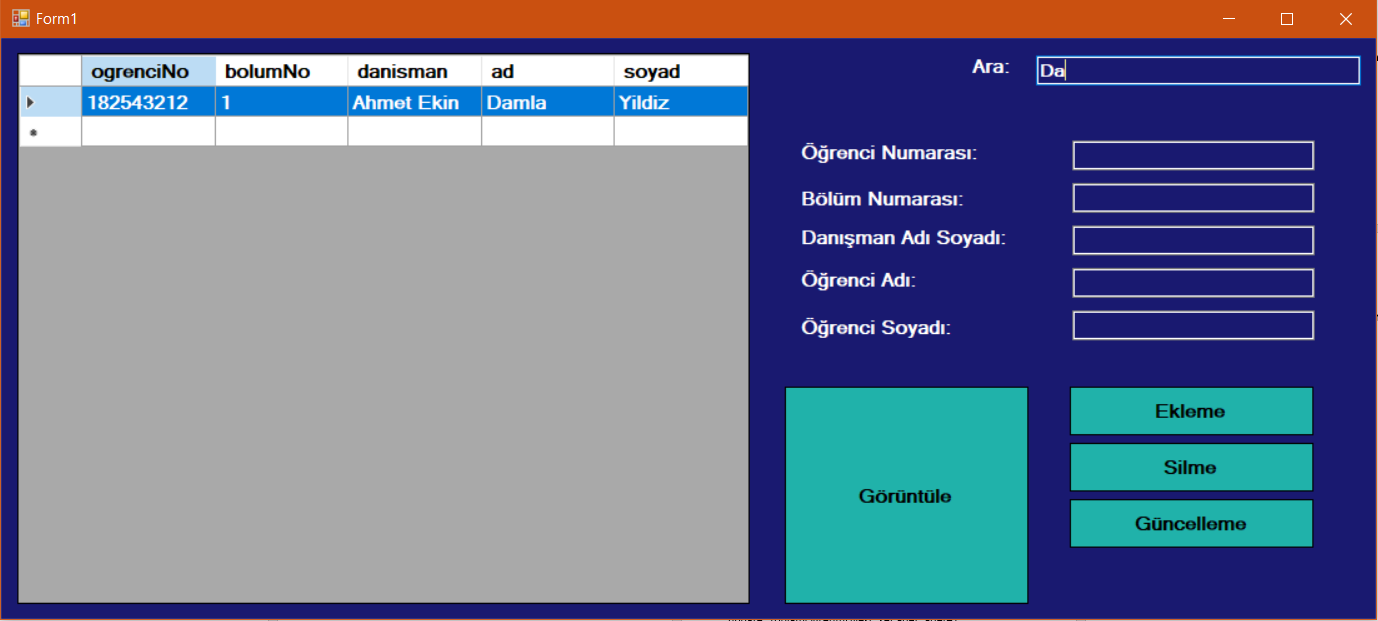 Form1
ogrenciNo bolumNo danisman ad soyad
182543212 1 Ahmet Ekin Damla Yildiz
Ara: Da
Öğrenci Numarası:
Bölüm Numarası:
Danışman Adı Soyadı:
Öğrenci Adı:
Öğrenci Soyadı:
Görüntüle
Ekleme
Silme
Güncelleme